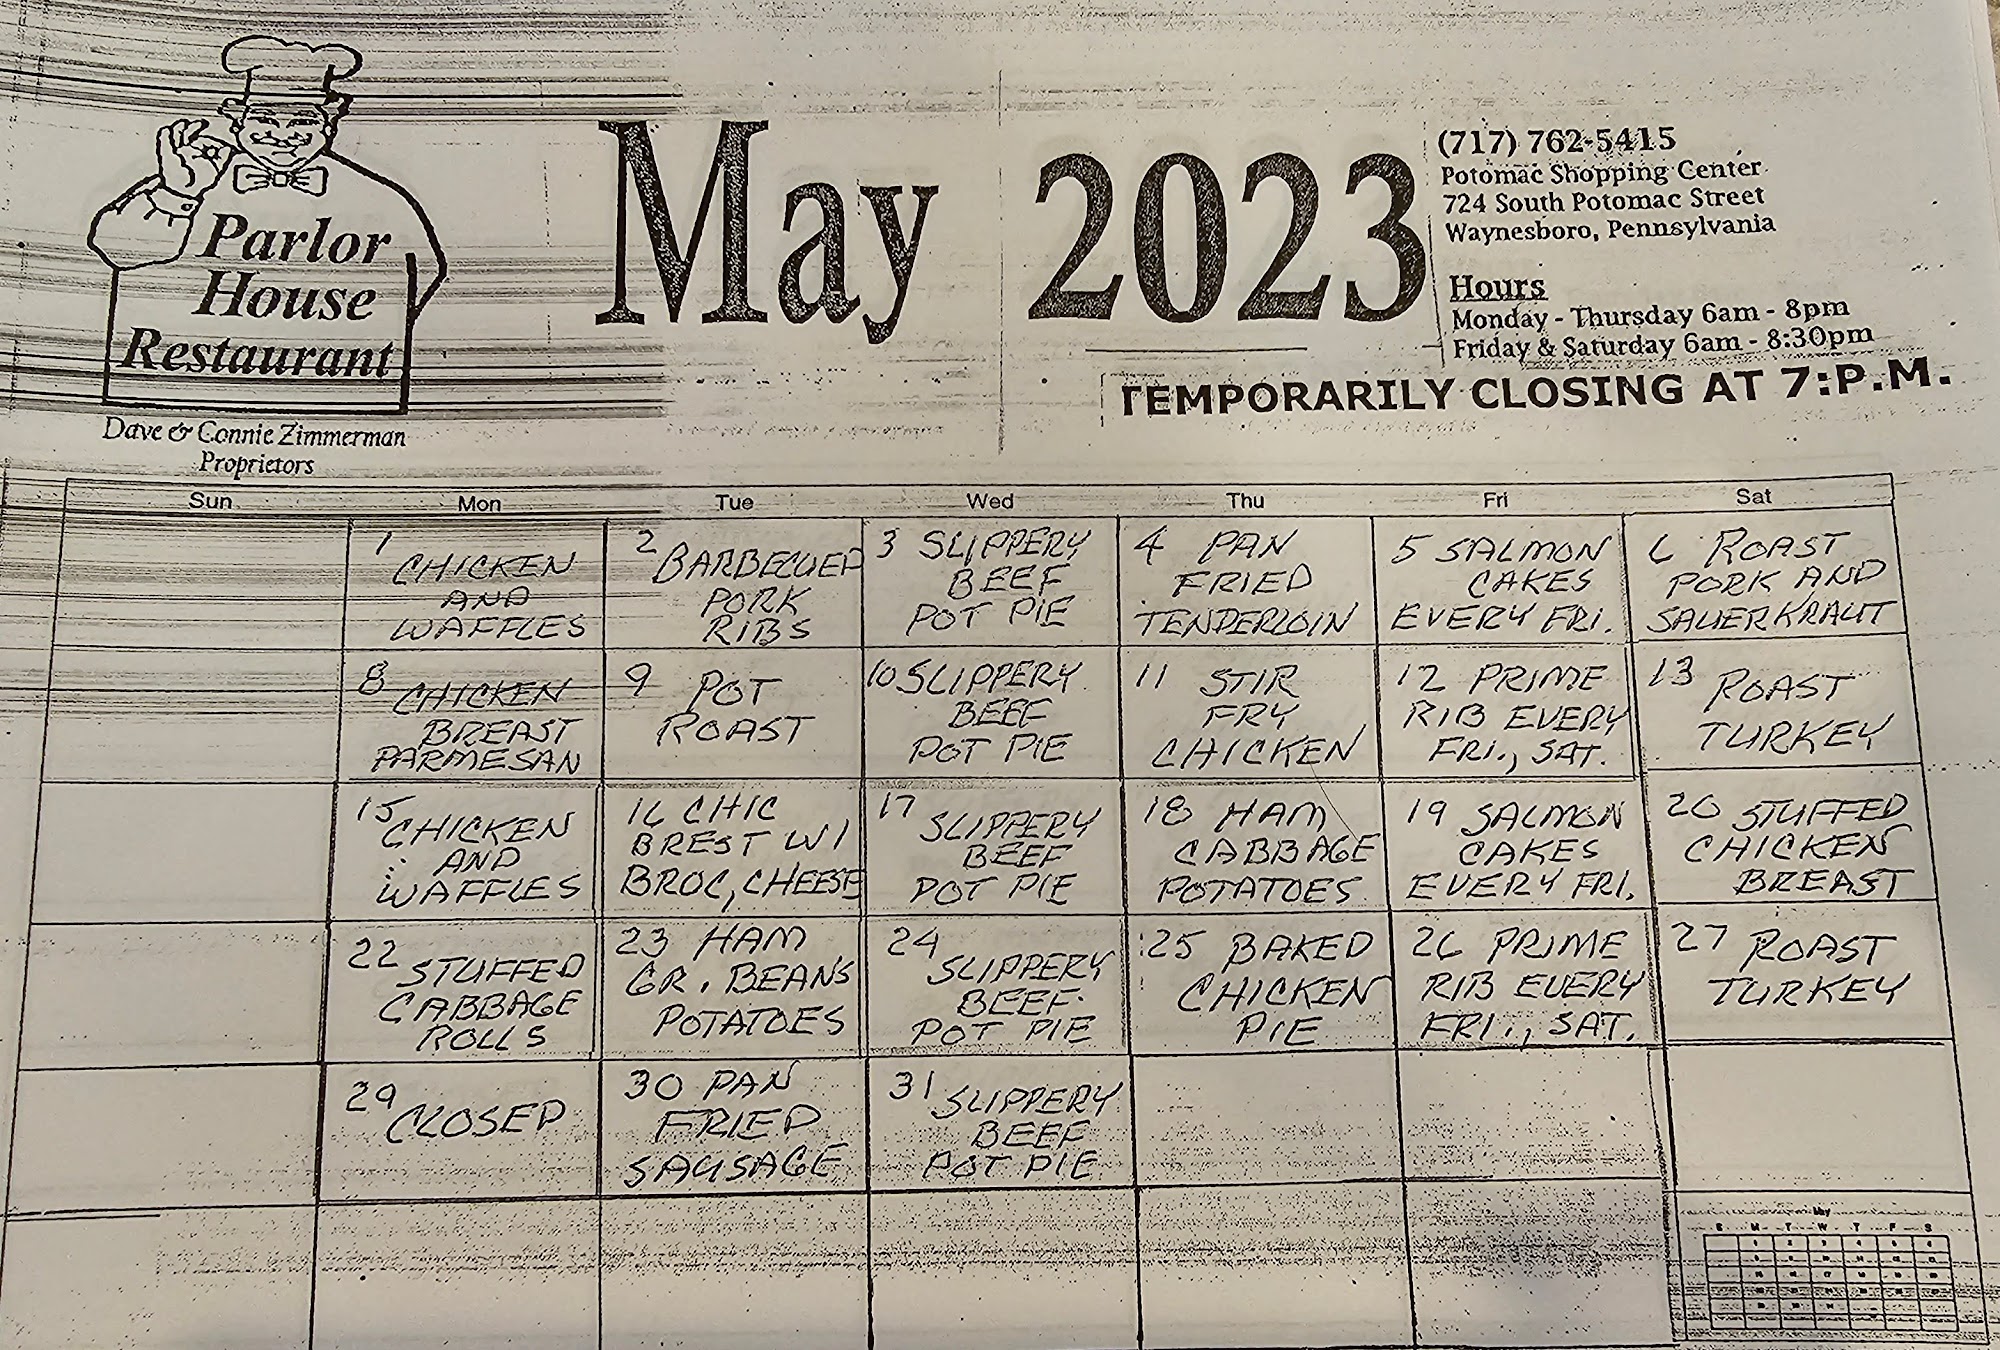 Parlor
House
Restaurant
Dave & Connie Zimmerman
Proprietors
May 2023
(717) 762-5415
Potomac Shopping Center
724 South Potomac Street
Waynesboro, Pennsylvania
Hours
Monday - Thursday 6am - 8pm
Friday & Saturday 6am - 8:30pm
TEMPORARILY CLOSING AT 7:P.M.
Sun Mon Tue Wed Thu Fri Sat
1
CHICKEN
AND
WAFFLES
2
BARBECUED
PORK
RIBS
3 SLIPPERY
BEEF
POT PIE
4 PAN
FRIED
TENDERLOIN
5 SALMON
CAKES
EVERY FRI.
6 ROAST
PORK AND
SAUERKRAUT
8
CHICKEN
BREAST
PARMESAN
9 POT
ROAST
10 SLIPPERY
BEEF
POT PIE
11 STIR
FRY
CHICKEN
12 PRIME
RIB EVERY
FRI., SAT.
13 ROAST
TURKEY
15
CHICKEN
AND
WAFFLES
16 CHIC
BREST W/
BROC, CHEESE
17
SLIPPERY
BEEF
POT PIE
18 HAM
CABBAGE
POTATOES
19 SALMON
CAKES
EVERY FRI.
20 STUFFED
CHICKEN
BREAST
22
STUFFED
CABBAGE
ROLLS
23 HAM
GR. BEANS
POTATOES
24
SLIPPERY
BEEF
POT PIE
25 BAKED
CHICKEN
PIE
26 PRIME
RIB EVERY
FRI., SAT.
27 ROAST
TURKEY
29
CLOSED
30 PAN
FRIED
SAUSAGE
31
SLIPPERY
BEEF
POT PIE
May
S M T W T F S